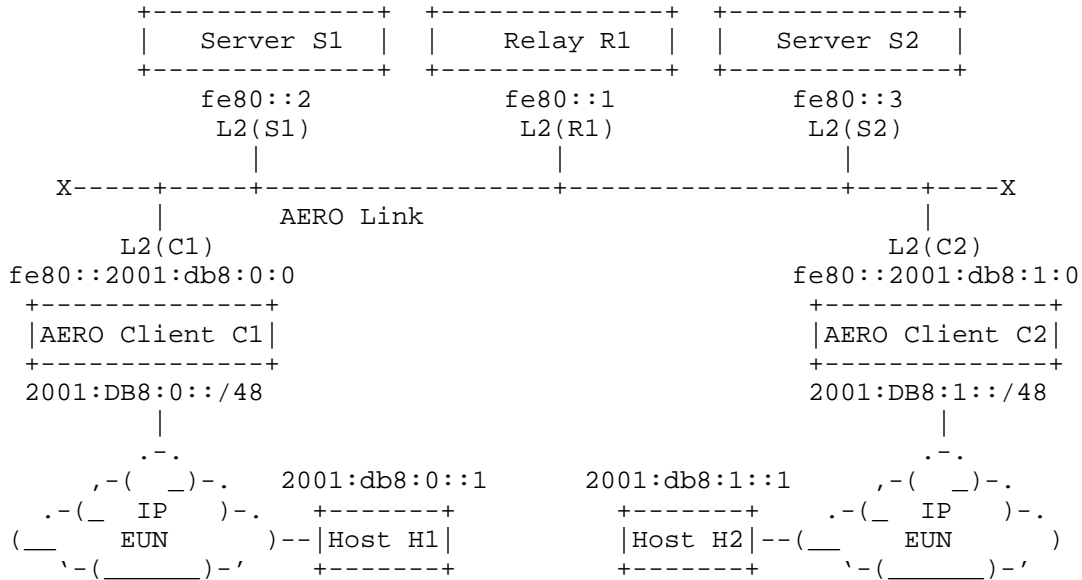 Server S1 Relay R1 Server S2
fe80::2 fe80::1 fe80::3
L2(S1) L2(R1) L2(S2)
X X
AERO Link
L2(C1) L2(C2)
fe80::2001:db8:0:0 fe80::2001:db8:1:0
AERO Client C1 AERO Client C2
2001:DB8:0::/48 2001:DB8:1::/48
2001:db8:0::1 2001:db8:1::1
IP IP
EUN Host H1 Host H2 EUN